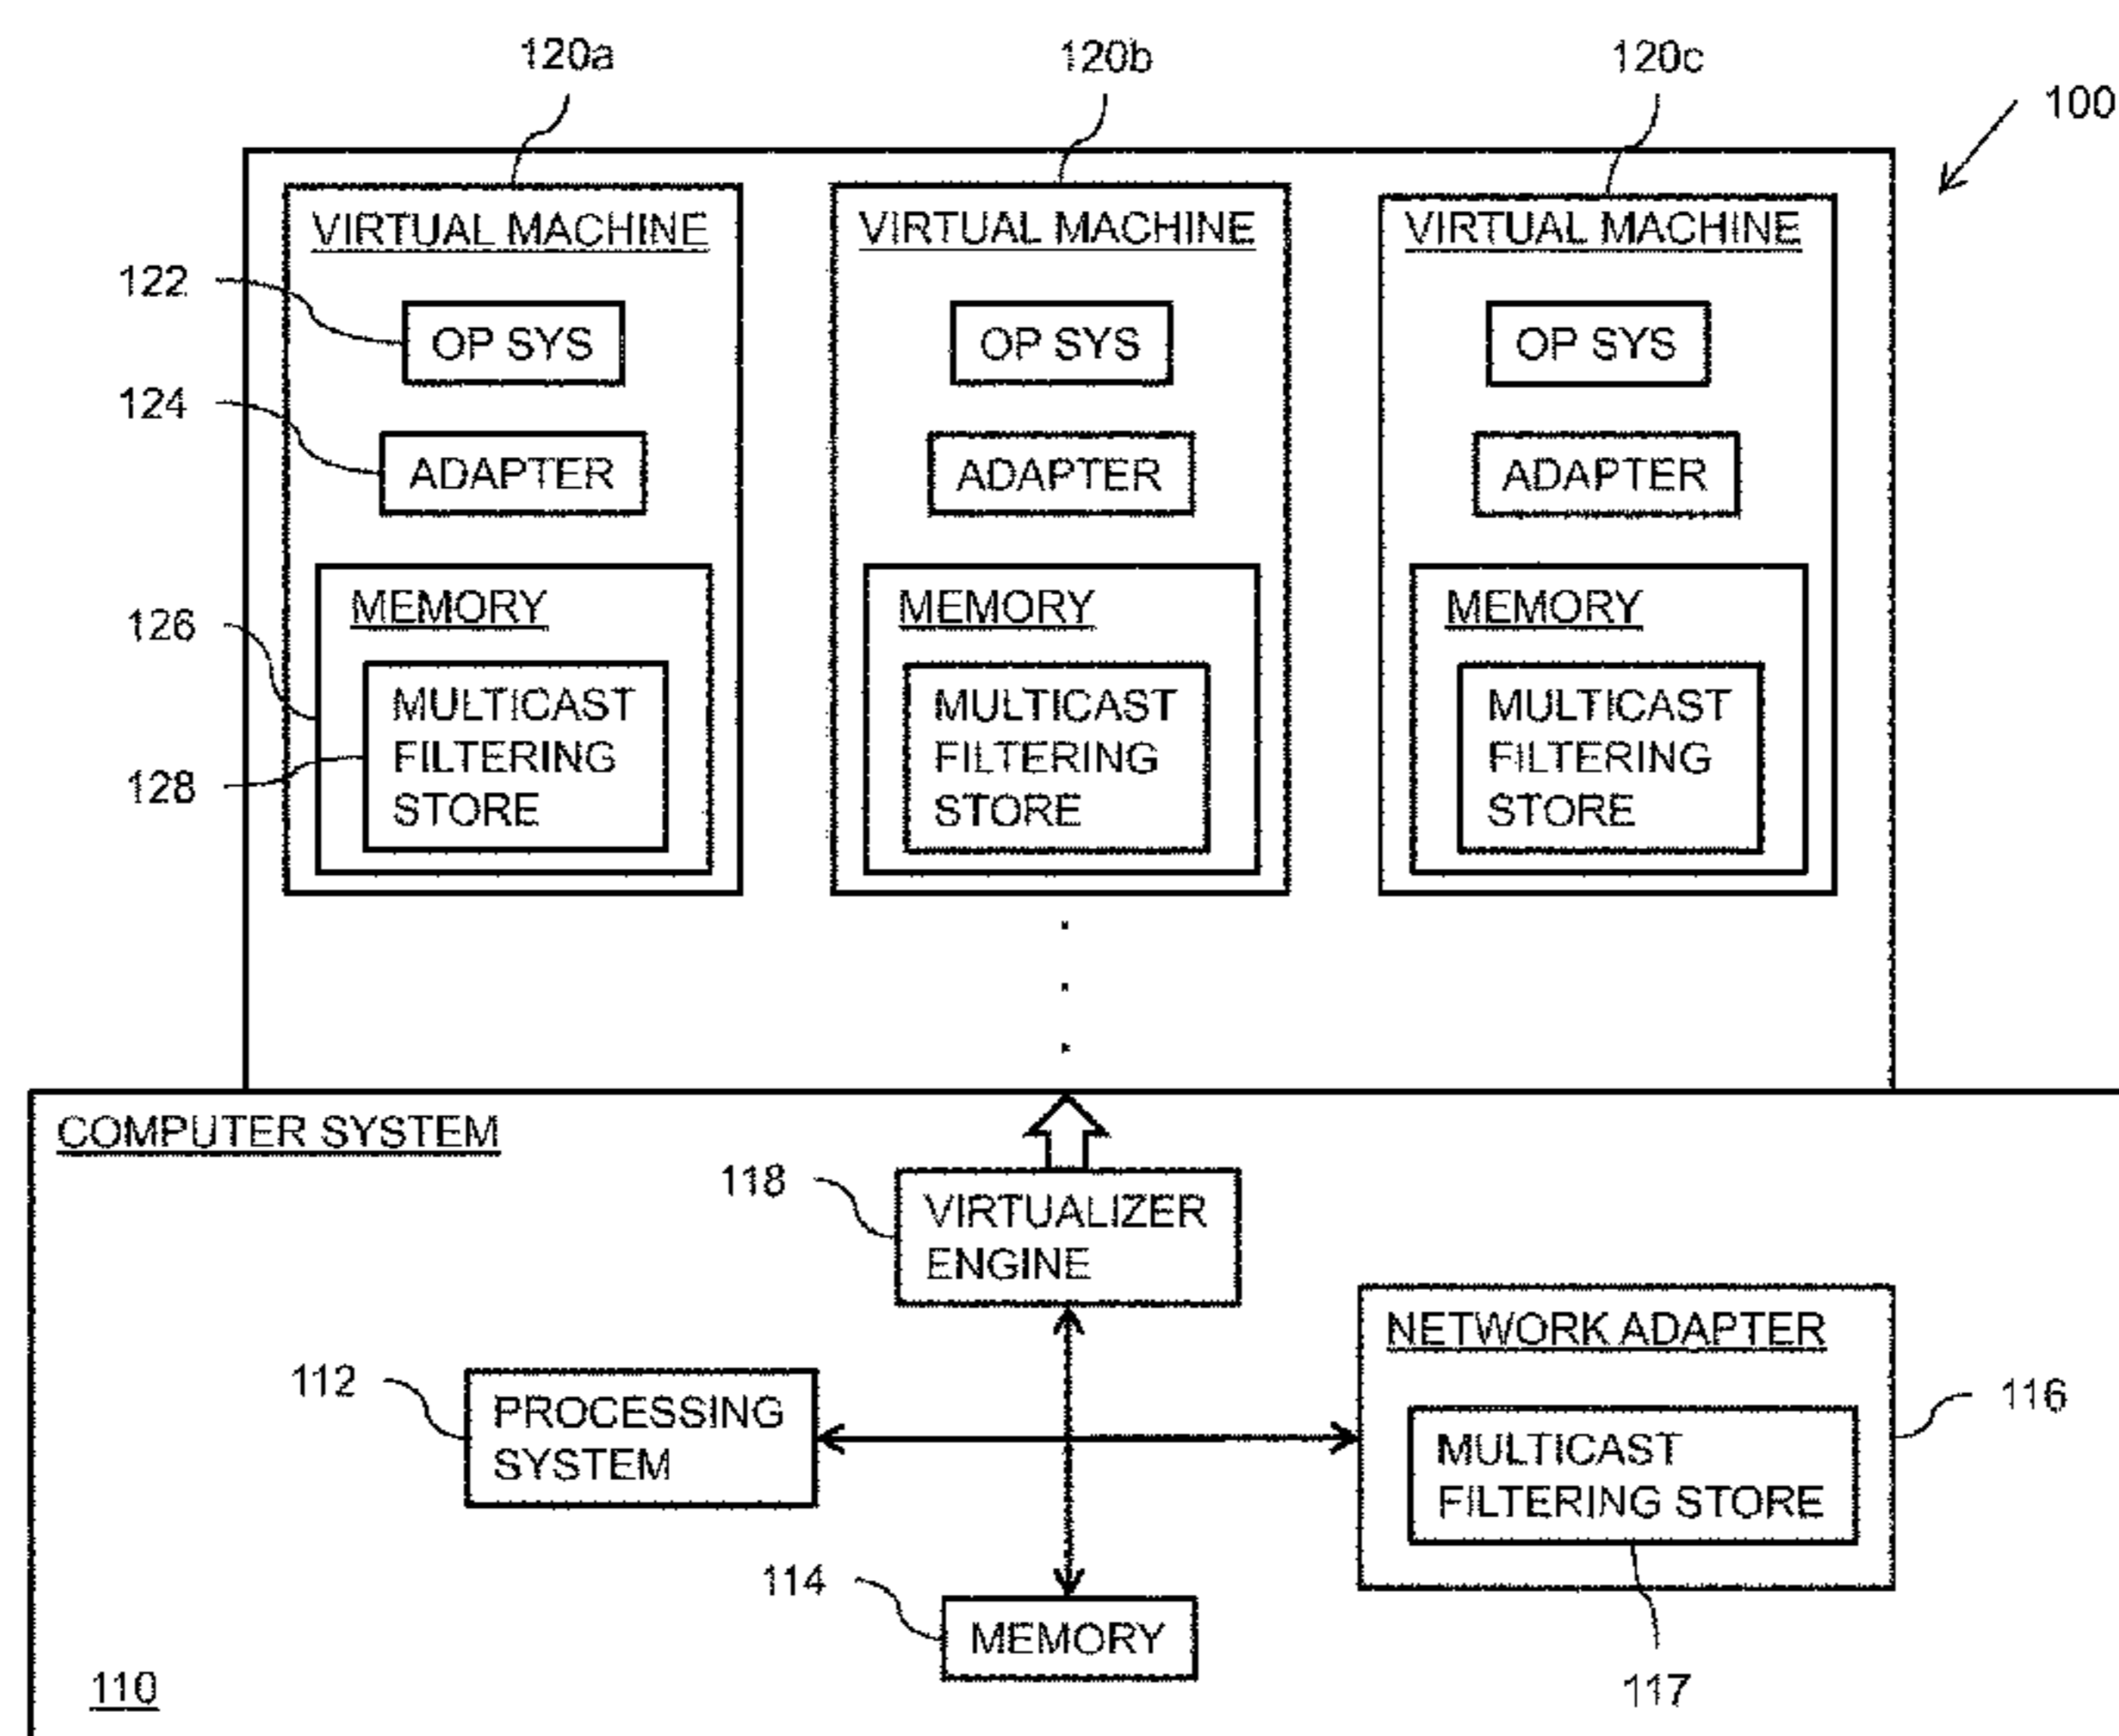 120a
120b
120c
100
VIRTUAL MACHINE
VIRTUAL MACHINE
VIRTUAL MACHINE
122
OP SYS
OP SYS
OP SYS
124
ADAPTER
ADAPTER
ADAPTER
126
MEMORY
MEMORY
MEMORY
128
MULTICAST
FILTERING
STORE
MULTICAST
FILTERING
STORE
MULTICAST
FILTERING
STORE
COMPUTER SYSTEM
118
VIRTUALIZER
ENGINE
NETWORK ADAPTER
112
PROCESSING
SYSTEM
116
MULTICAST
FILTERING STORE
114
MEMORY
117
110